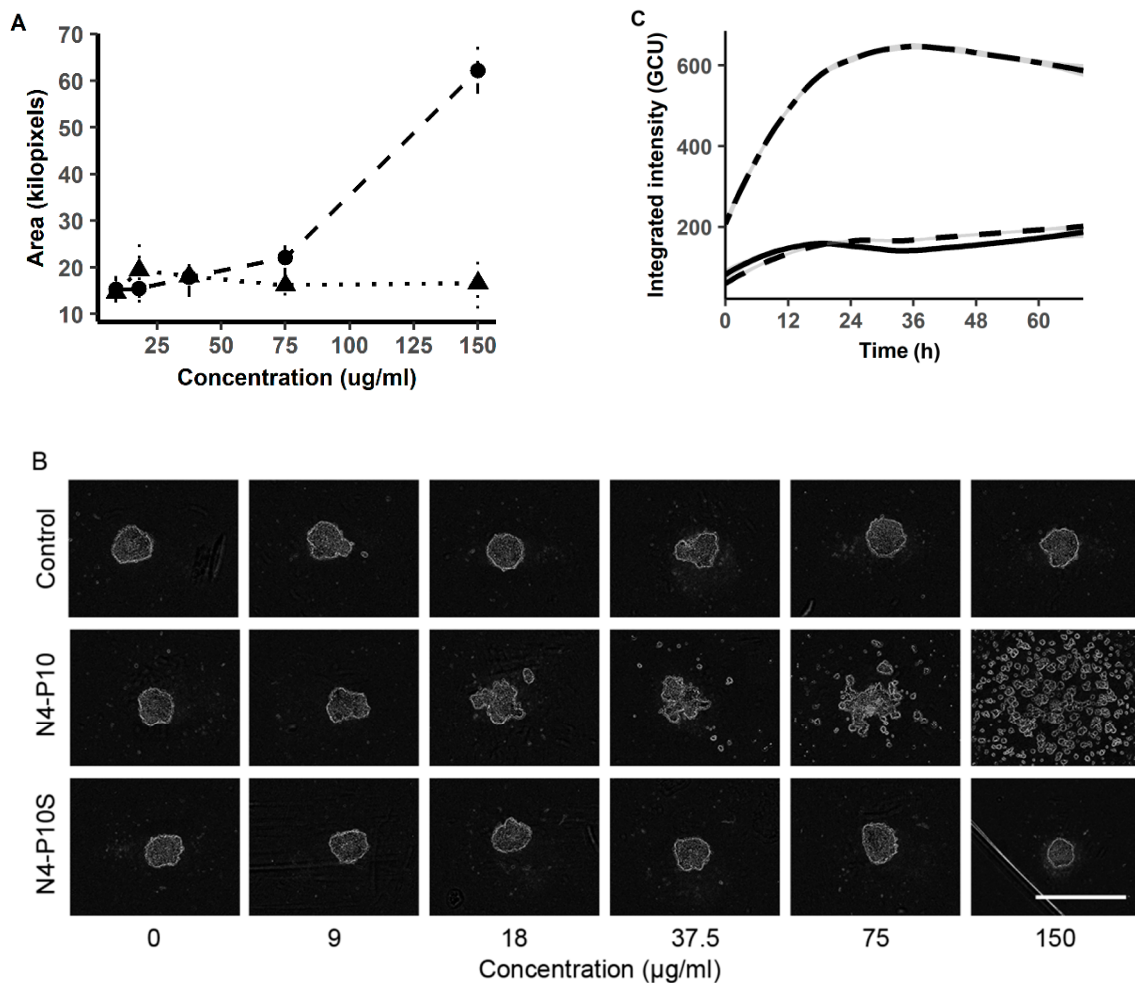 A
70
60
50
40
30
20
10
Area (kilopixels)
25 50 75 100 125 150
Concentration (ug/ml)
C
600
400
200
Integrated intensity (GCU)
0 12 24 36 48 60
Time (h)
B
Control
N4-P10
N4-P10S
0 9 18 37.5 75 150
Concentration (µg/ml)